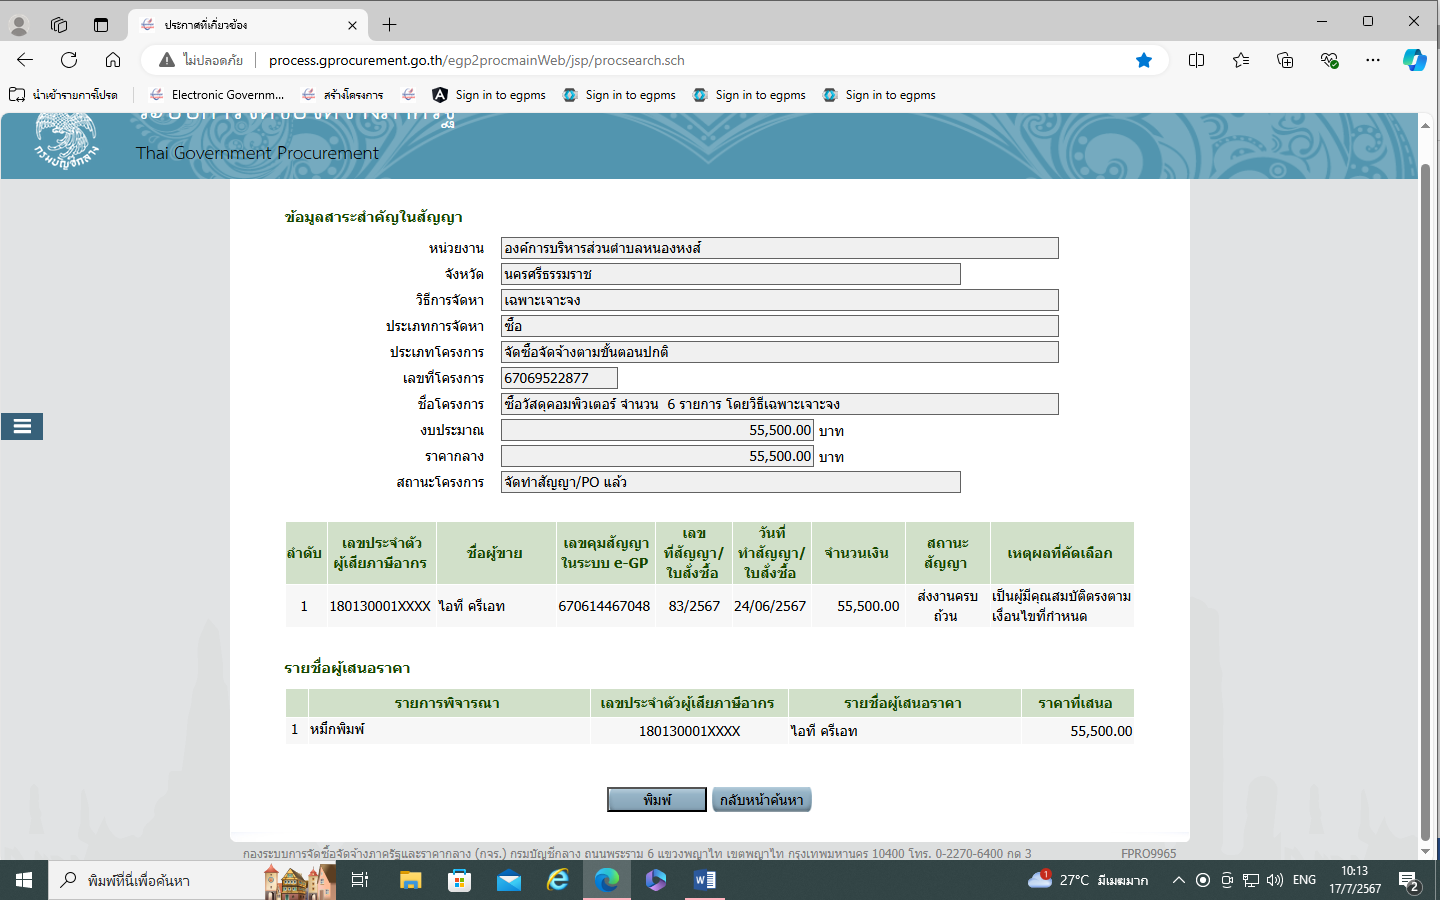 ประกาศที่เกี่ยวข้อง
ไม่ปลอดภัย
process.gprocurement.go.th/egp2procmainWeb/jsp/procsearch.sch
นำเข้ารายการโปรด
Electronic Governm...
สร้างโครงการ
Sign in to egpms
Sign in to egpms
Sign in to egpms
Sign in to egpms
กรมบัญชีกลาง
Thai Government Procurement
ข้อมูลสาระสำคัญในสัญญา
หน่วยงาน องค์การบริหารส่วนตำบลหนองหงส์
จังหวัด นครศรีธรรมราช
วิธีการจัดหา เฉพาะเจาะจง
ประเภทการจัดหา ซื้อ
ประเภทโครงการ จัดซื้อจัดจ้างตามขั้นตอนปกติ
เลขที่โครงการ 67069522877
ชื่อโครงการ ซื้อวัสดุคอมพิวเตอร์ จำนวน 6 รายการ โดยวิธีเฉพาะเจาะจง
งบประมาณ 55,500.00 บาท
ราคากลาง 55,500.00 บาท
สถานะโครงการ จัดทำสัญญา/PO แล้ว
ลำดับ เลขประจำตัวผู้เสียภาษีอากร ชื่อผู้ขาย เลขคุมสัญญาในระบบ e-GP เลขที่สัญญา/ใบสั่งซื้อ วันที่ทำสัญญา/ใบสั่งซื้อ จำนวนเงิน สถานะสัญญา เหตุผลที่คัดเลือก
1 180130001XXXX ไอที ครีเอท 670614467048 83/2567 24/06/2567 55,500.00 ส่งงานครบถ้วน เป็นผู้มีคุณสมบัติตรงตามเงื่อนไขที่กำหนด
รายชื่อผู้เสนอราคา
รายการพิจารณา เลขประจำตัวผู้เสียภาษีอากร รายชื่อผู้เสนอราคา ราคาที่เสนอ
1 หมึกพิมพ์ 180130001XXXX ไอที ครีเอท 55,500.00
พิมพ์ กลับหน้าค้นหา
กองระบบการจัดซื้อจัดจ้างภาครัฐและราคากลาง (กจร.) กรมบัญชีกลาง ถนนพระราม 6 แขวงพญาไท เขตพญาไท กรุงเทพมหานคร 10400 โทร. 0-2270-6400 กด 3 FPRO9965
พิมพ์ที่นี่เพื่อค้นหา
1
27°C มีเมฆมาก
ENG
10:13
17/7/2567
2